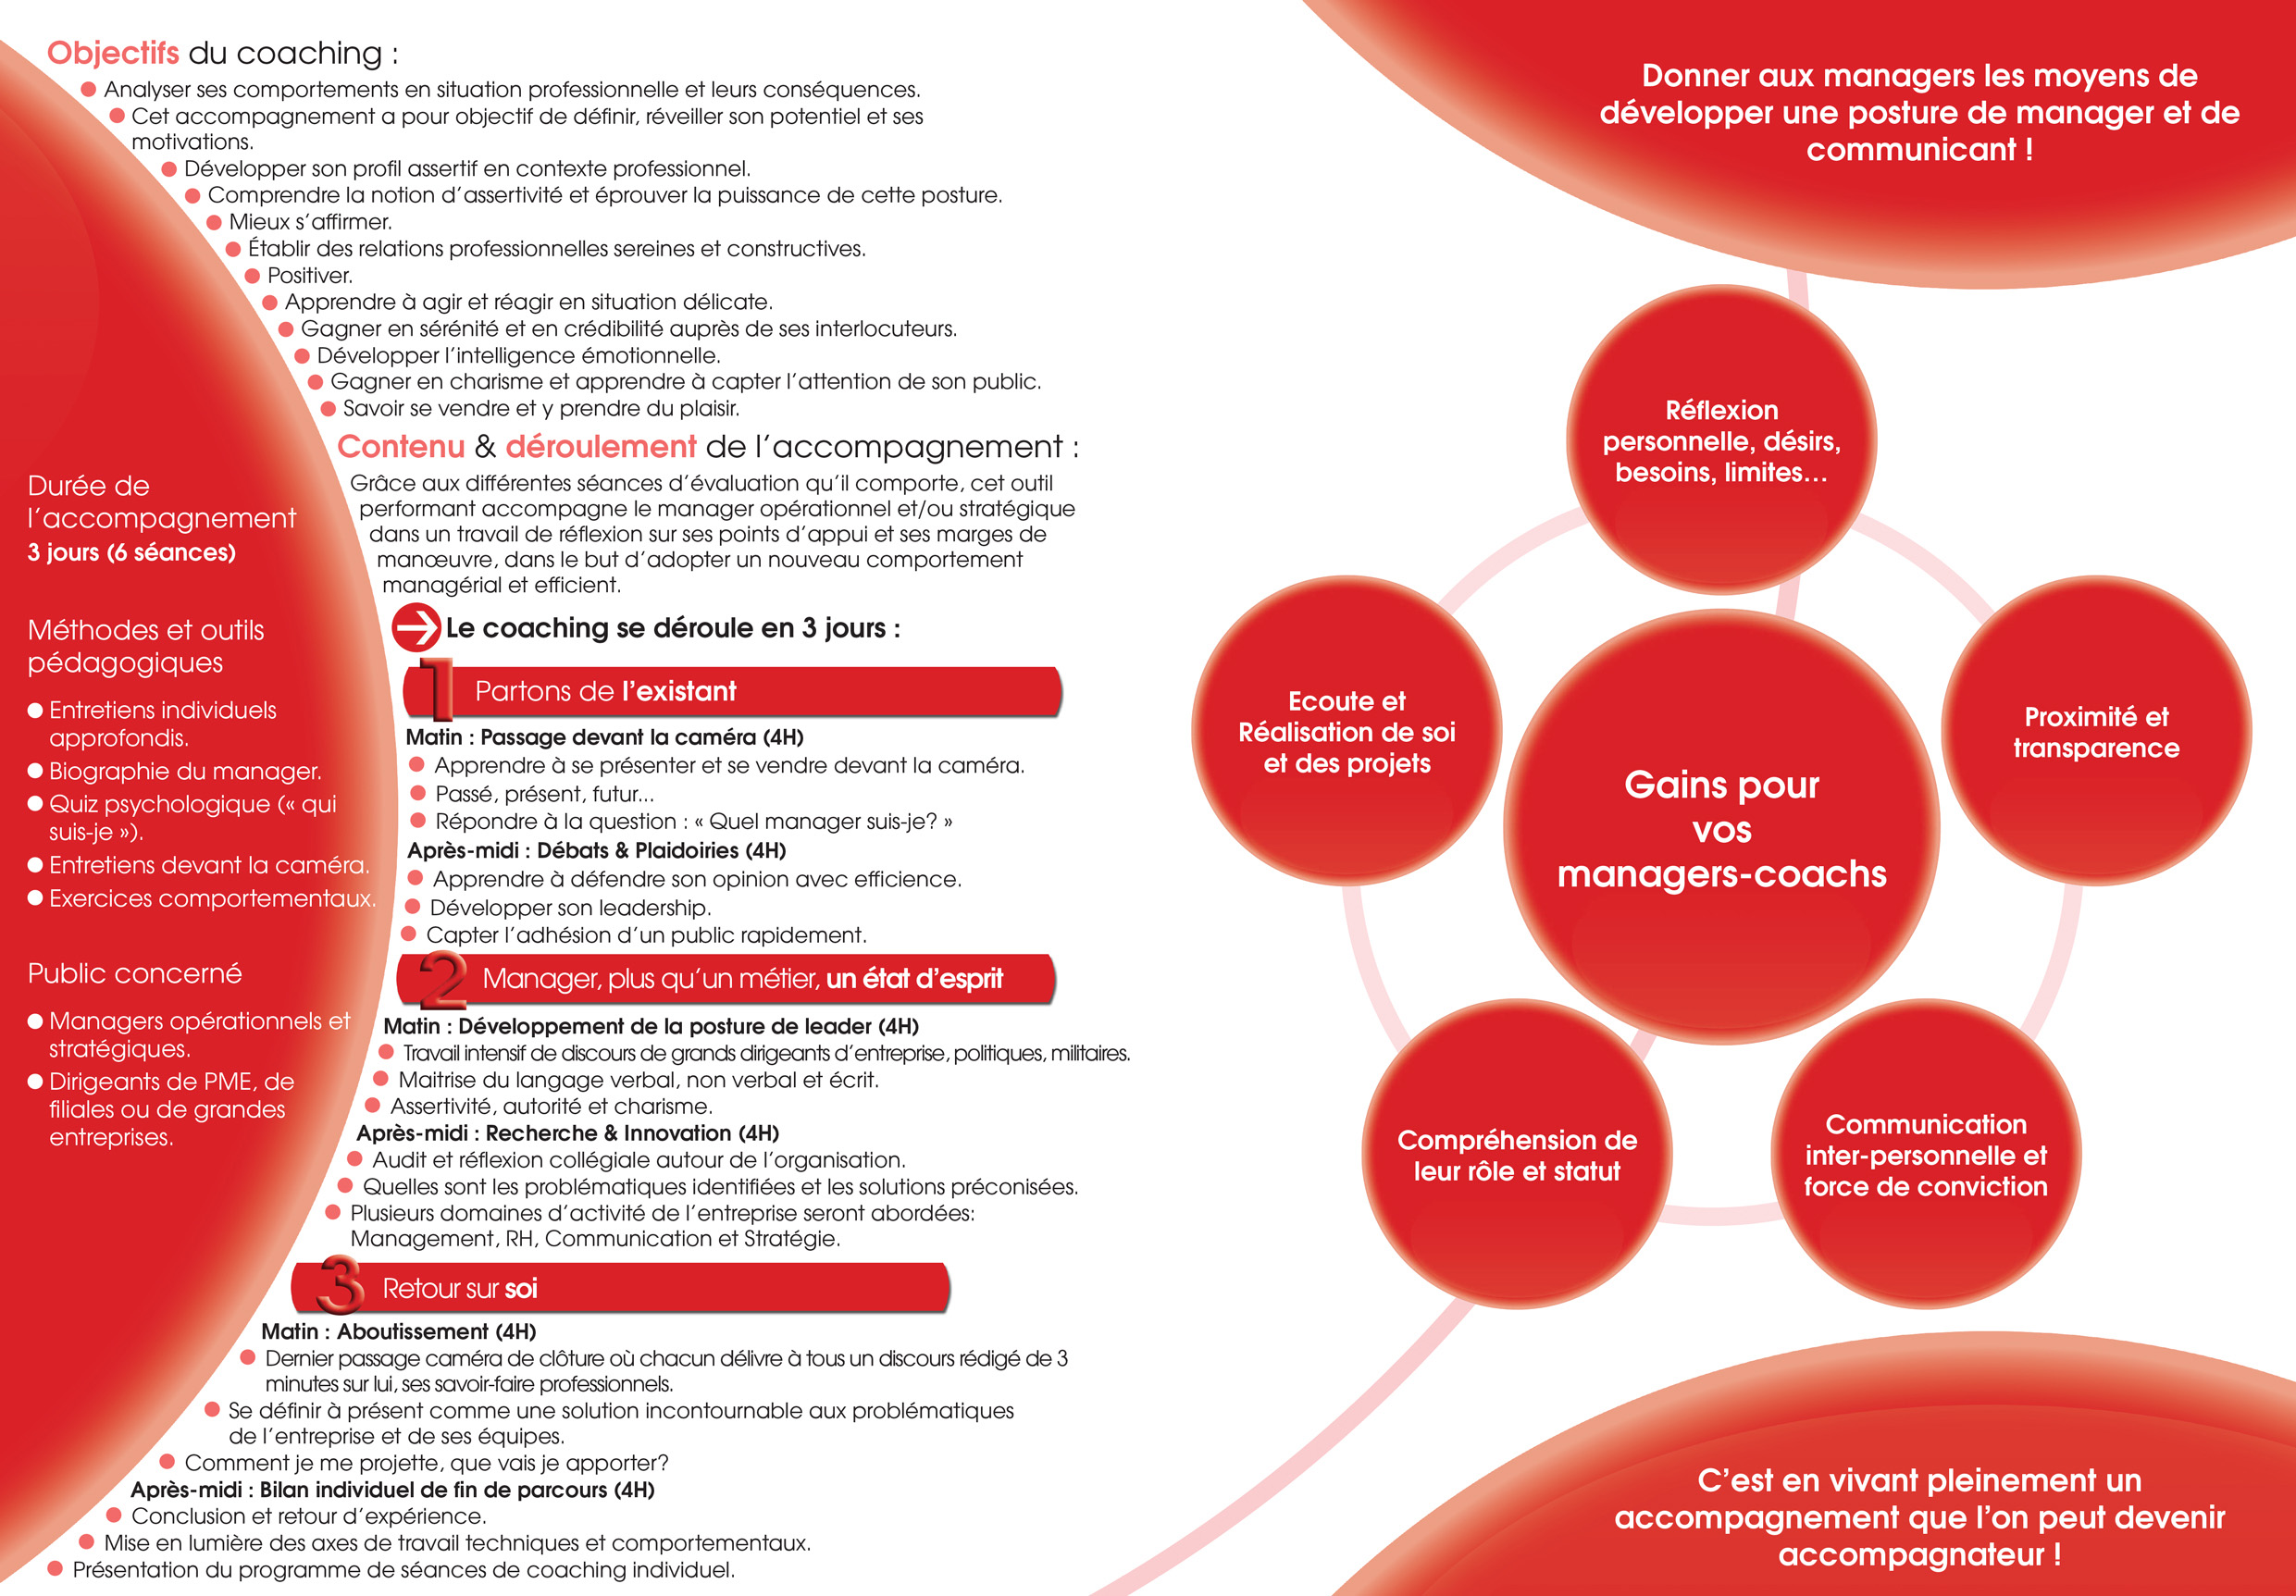 Objectifs du coaching :
Analyser ses comportements en situation professionnelle et leurs conséquences.
Cet accompagnement a pour objectif de définir, réveiller son potentiel et ses
motivations.
Développer son profil assertif en contexte professionnel.
Comprendre la notion d'assertivité et éprouver la puissance de cette posture.
Mieux s'affirmer.
Établir des relations professionnelles sereines et constructives.
Positiver.
Apprendre à agir et réagir en situation délicate.
Gagner en sérénité et en crédibilité auprès de ses interlocuteurs.
Développer l'intelligence émotionnelle.
Gagner en charisme et apprendre à capter l'attention de son public.
Savoir se vendre et y prendre du plaisir.
Durée de
l'accompagnement
3 jours (6 séances)
Méthodes et outils
pédagogiques
Entretiens individuels
approfondis.
Biographie du manager.
Quiz psychologique (« qui
suis-je »).
Entretiens devant la caméra.
Exercices comportementaux.
Public concerné
Managers opérationnels et
stratégiques.
Dirigeants de PME, de
filiales ou de grandes
entreprises.
Contenu & déroulement de l'accompagnement :
Grâce aux différentes séances d'évaluation qu'il comporte, cet outil
performant accompagne le manager opérationnel et/ou stratégique
dans un travail de réflexion sur ses points d'appui et ses marges de
manœuvre, dans le but d'adopter un nouveau comportement
managérial et efficient.
Le coaching se déroule en 3 jours :
1 Partons de l'existant
Matin : Passage devant la caméra (4H)
Apprendre à se présenter et se vendre devant la caméra.
Passé, présent, futur...
Répondre à la question : « Quel manager suis-je? »
Après-midi : Débats & Plaidoiries (4H)
Apprendre à défendre son opinion avec efficience.
Développer son leadership.
Capter l'adhésion d'un public rapidement.
2 Manager, plus qu'un métier, un état d'esprit
Matin : Développement de la posture de leader (4H)
Travail intensif de discours de grands dirigeants d'entreprise, politiques, militaires.
Maitrise du langage verbal, non verbal et écrit.
Assertivité, autorité et charisme.
Après-midi : Recherche & Innovation (4H)
Audit et réflexion collégiale autour de l'organisation.
Quelles sont les problématiques identifiées et les solutions préconisées.
Plusieurs domaines d'activité de l'entreprise seront abordées:
Management, RH, Communication et Stratégie.
3 Retour sur soi
Matin : Aboutissement (4H)
Dernier passage caméra de clôture où chacun délivre à tous un discours rédigé de 3
minutes sur lui, ses savoir-faire professionnels.
Se définir à présent comme une solution incontournable aux problématiques
de l'entreprise et de ses équipes.
Comment je me projette, que vais je apporter?
Après-midi : Bilan individuel de fin de parcours (4H)
Conclusion et retour d'expérience.
Mise en lumière des axes de travail techniques et comportementaux.
Présentation du programme de séances de coaching individuel.
Donner aux managers les moyens de
développer une posture de manager et de
communicant !
Réflexion
personnelle, désirs,
besoins, limites...
Ecoute et
Réalisation de soi
et des projets
Proximité et
transparence
Gains pour
vos
managers-coachs
Compréhension de
leur rôle et statut
Communication
inter-personnelle et
force de conviction
C'est en vivant pleinement un
accompagnement que l'on peut devenir
accompagnateur !